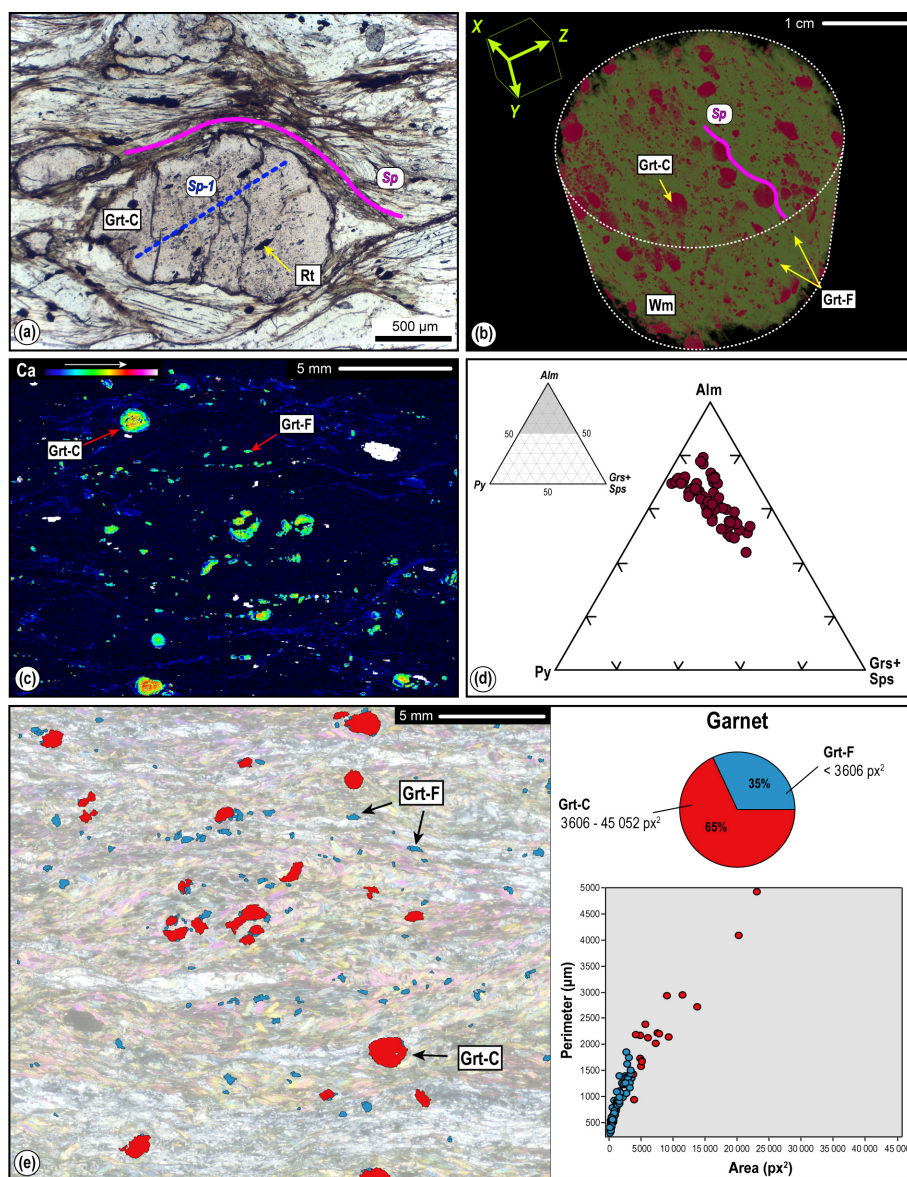 Sp-1
Sp
Grt-C
Rt
(a)
500 µm
1 cm
X
Z
Y
Sp
Grt-C
Grt-F
Wm
(b)
Ca
5 mm
Grt-C
Grt-F
(c)
Alm
50
50
Py
50
Grs+
Sps
Alm
Py
Grs+
Sps
(d)
5 mm
Grt-F
Grt-C
(e)
Garnet
Grt-F
< 3606 px²
35%
Grt-C
3606 - 45 052 px²
65%
5000
4500
4000
3500
3000
2500
2000
1500
1000
500
Perimeter (µm)
0
5000
10 000
15 000
20 000
25 000
30 000
35 000
40 000
45 000
Area (px²)